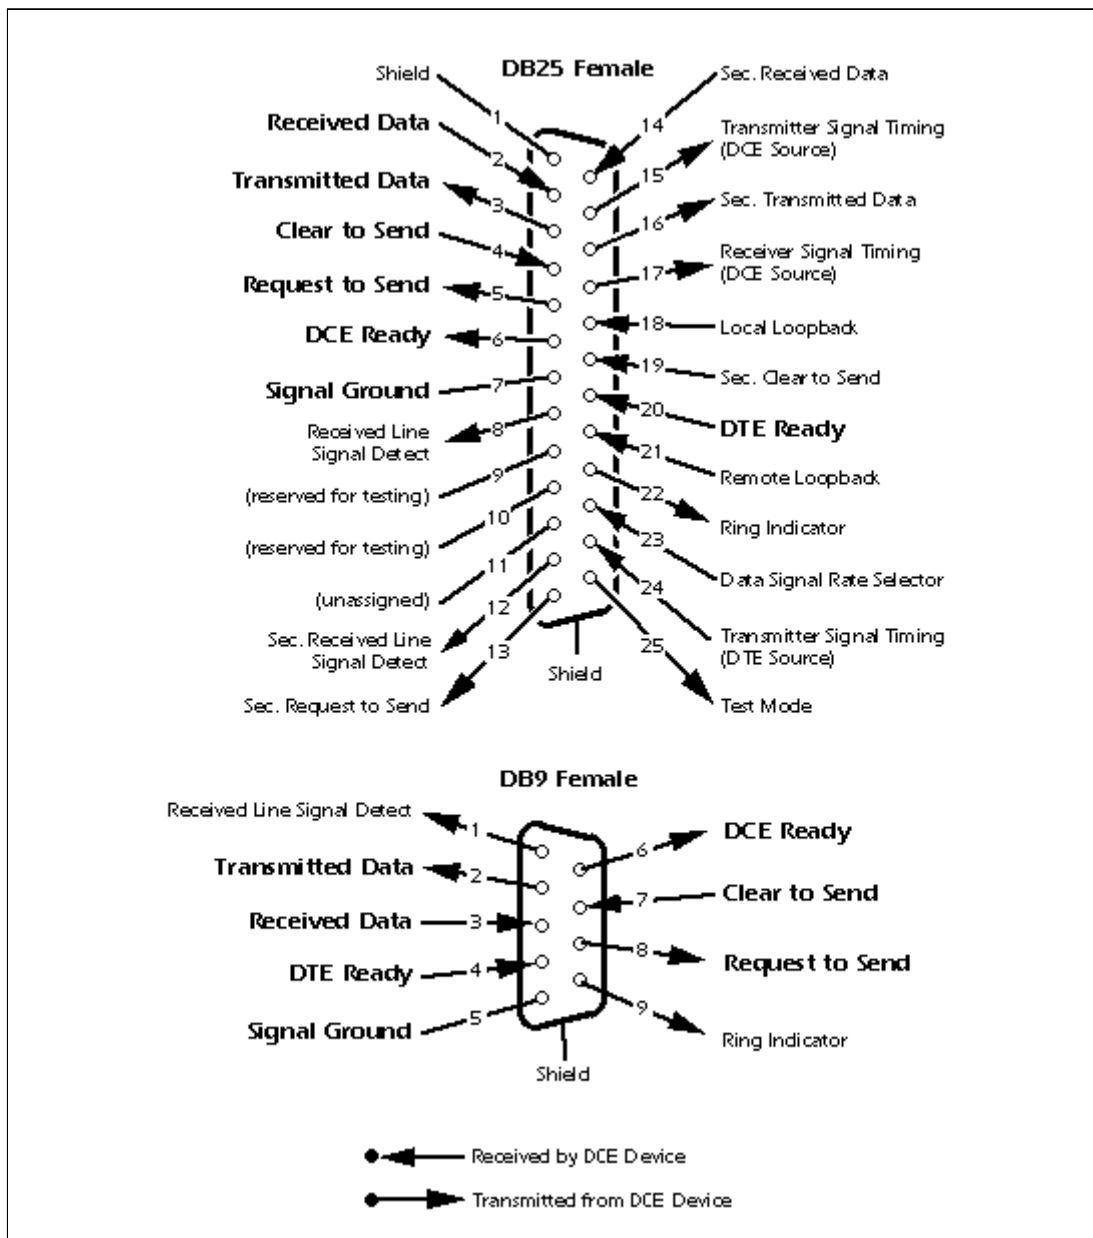 DB25 Female
Shield
1
Received Data
2
Transmitted Data
3
Clear to Send
4
Request to Send
5
DCE Ready
6
Signal Ground
7
Received Line
Signal Detect
8
(reserved for testing)
9
(reserved for testing)
10
(unassigned)
11
Sec. Received Line
Signal Detect
12
Sec. Request to Send
13
Sec. Received Data
14
Transmitter Signal Timing
(DCE Source)
15
Sec. Transmitted Data
16
Receiver Signal Timing
(DCE Source)
17
Local Loopback
18
Sec. Clear to Send
19
DTE Ready
20
Remote Loopback
21
Ring Indicator
22
Data Signal Rate Selector
23
Transmitter Signal Timing
(DTE Source)
24
Test Mode
25
Shield
DB9 Female
Received Line Signal Detect
1
Transmitted Data
2
Received Data
3
DTE Ready
4
Signal Ground
5
DCE Ready
6
Clear to Send
7
Request to Send
8
Ring Indicator
9
Shield
Received by DCE Device
Transmitted from DCE Device